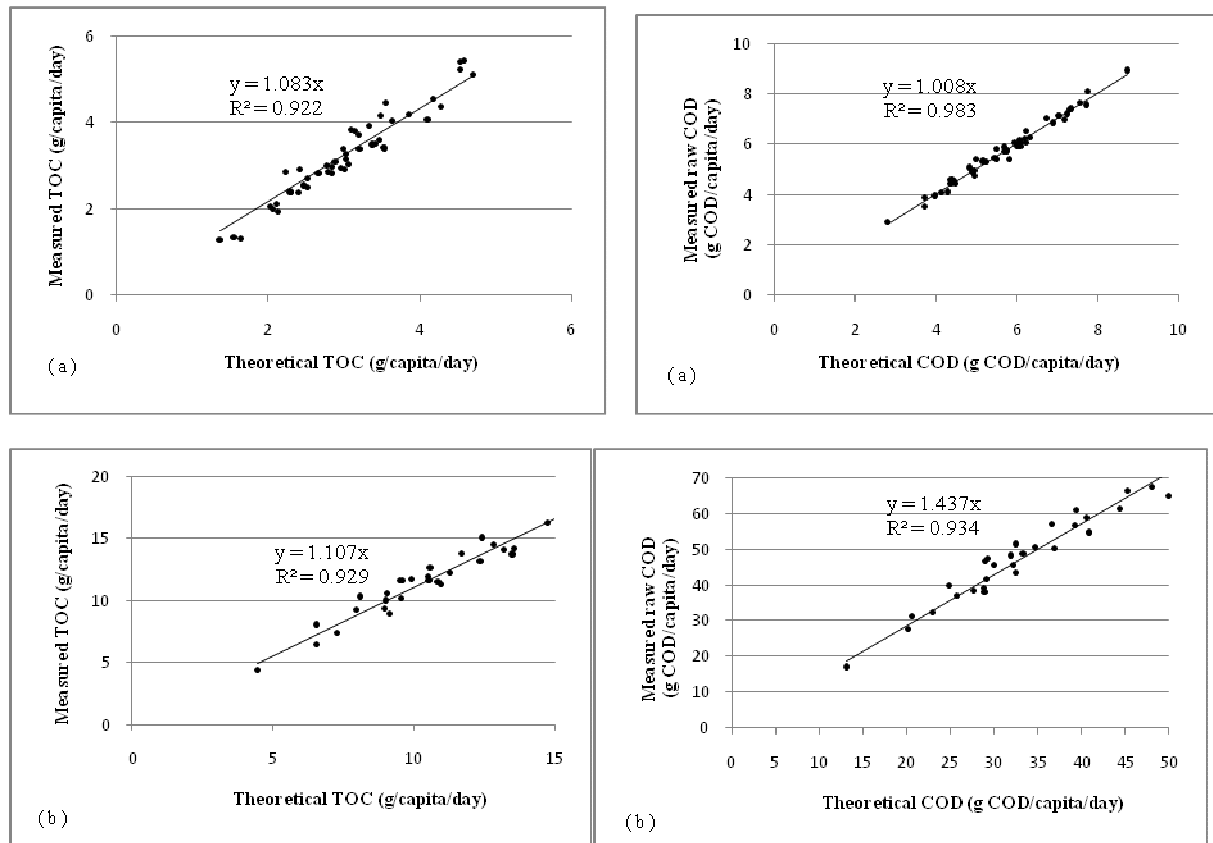 6
4
2
0
0
2
4
6
Measured TOC (g/capita/day)
y = 1.083x
R² = 0.922
Theoretical TOC (g/capita/day)
(a)
10
8
6
4
2
0
0
2
4
6
8
10
Measured raw COD
(g COD/capita/day)
y = 1.008x
R² = 0.983
Theoretical COD (g COD/capita/day)
(a)
20
15
10
5
0
0
5
10
15
Measured TOC (g/capita/day)
y = 1.107x
R² = 0.929
Theoretical TOC (g/capita/day)
(b)
70
60
50
40
30
20
10
0
0
5
10
15
20
25
30
35
40
45
50
Measured raw COD
(g COD/capita/day)
y = 1.437x
R² = 0.934
Theoretical COD (g COD/capita/day)
(b)